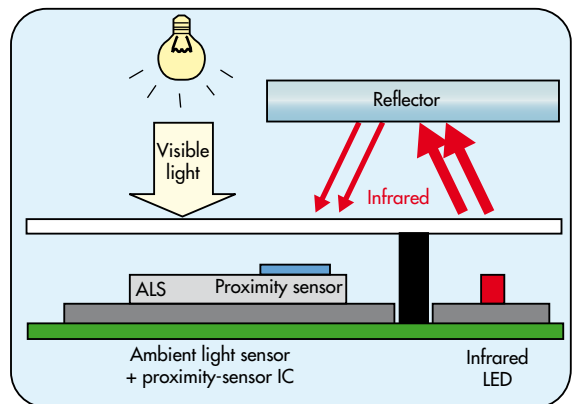 Reflector
Visible
light
Infrared
ALS
Proximity sensor
Ambient light sensor
+ proximity-sensor IC
Infrared
LED